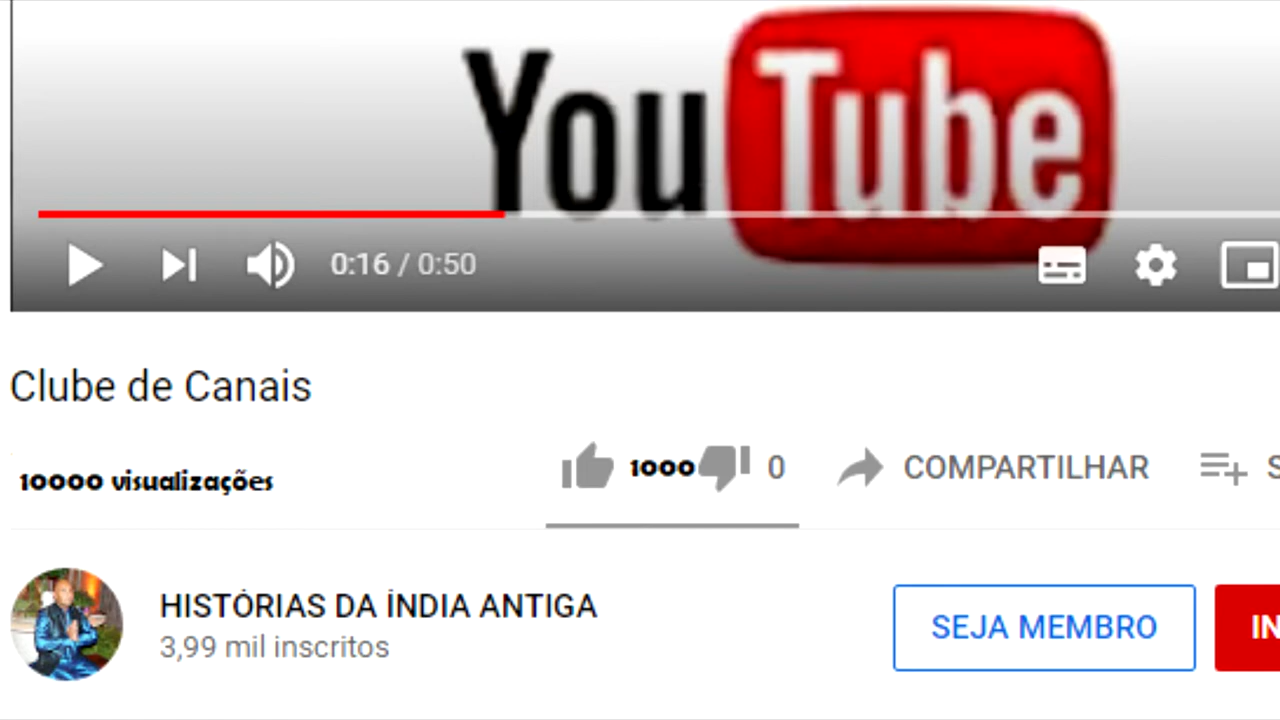 YouTube
0:16 / 0:50
Clube de Canais
10000 visualizações
1000 0 COMPARTILHAR S
HISTÓRIAS DA ÍNDIA ANTIGA
3,99 mil inscritos
SEJA MEMBRO IN